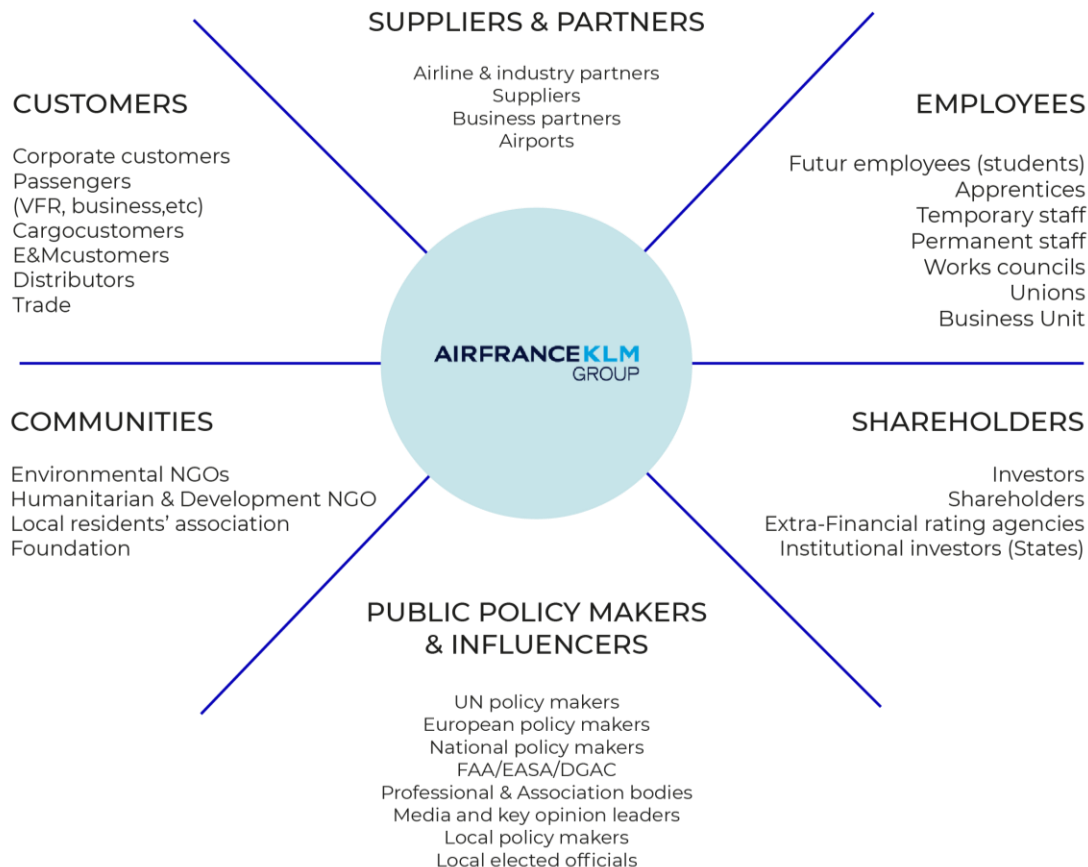 SUPPLIERS & PARTNERS
Airline & industry partners
Suppliers
Business partners
Airports
CUSTOMERS
Corporate customers
Passengers
(VFR, business,etc)
Cargocustomers
E&Mcustomers
Distributors
Trade
EMPLOYEES
Futur employees (students)
Apprentices
Temporary staff
Permanent staff
Works councils
Unions
Business Unit
AIRFRANCEKLM
GROUP
COMMUNITIES
Environmental NGOs
Humanitarian & Development NGO
Local residents’ association
Foundation
SHAREHOLDERS
Investors
Shareholders
Extra-Financial rating agencies
Institutional investors (States)
PUBLIC POLICY MAKERS
& INFLUENCERS
UN policy makers
European policy makers
National policy makers
FAA/EASA/DGAC
Professional & Association bodies
Media and key opinion leaders
Local policy makers
Local elected officials